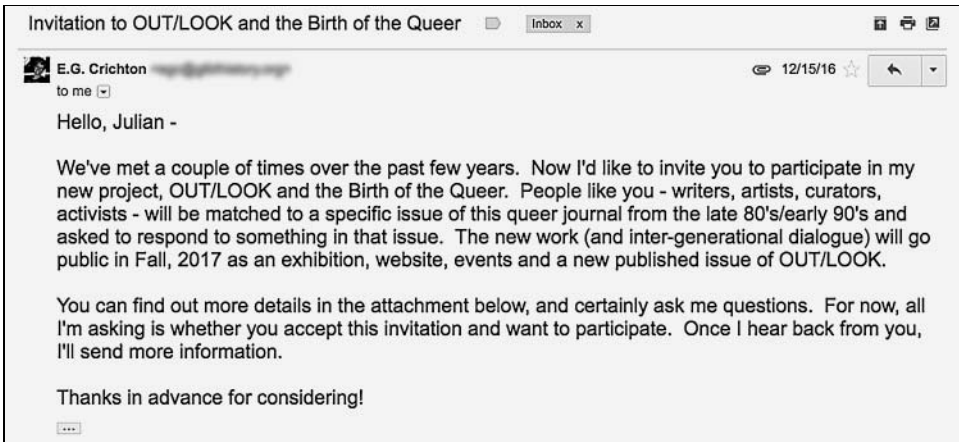 Invitation to OUT/LOOK and the Birth of the Queer
Inbox x
E.G. Crichton
12/15/16
to me
Hello, Julian -
We've met a couple of times over the past few years. Now I'd like to invite you to participate in my
new project, OUT/LOOK and the Birth of the Queer. People like you - writers, artists, curators,
activists - will be matched to a specific issue of this queer journal from the late 80's/early 90's and
asked to respond to something in that issue. The new work (and inter-generational dialogue) will go
public in Fall, 2017 as an exhibition, website, events and a new published issue of OUT/LOOK.
You can find out more details in the attachment below, and certainly ask me questions. For now, all
I'm asking is whether you accept this invitation and want to participate. Once I hear back from you,
I'll send more information.
Thanks in advance for considering!
...